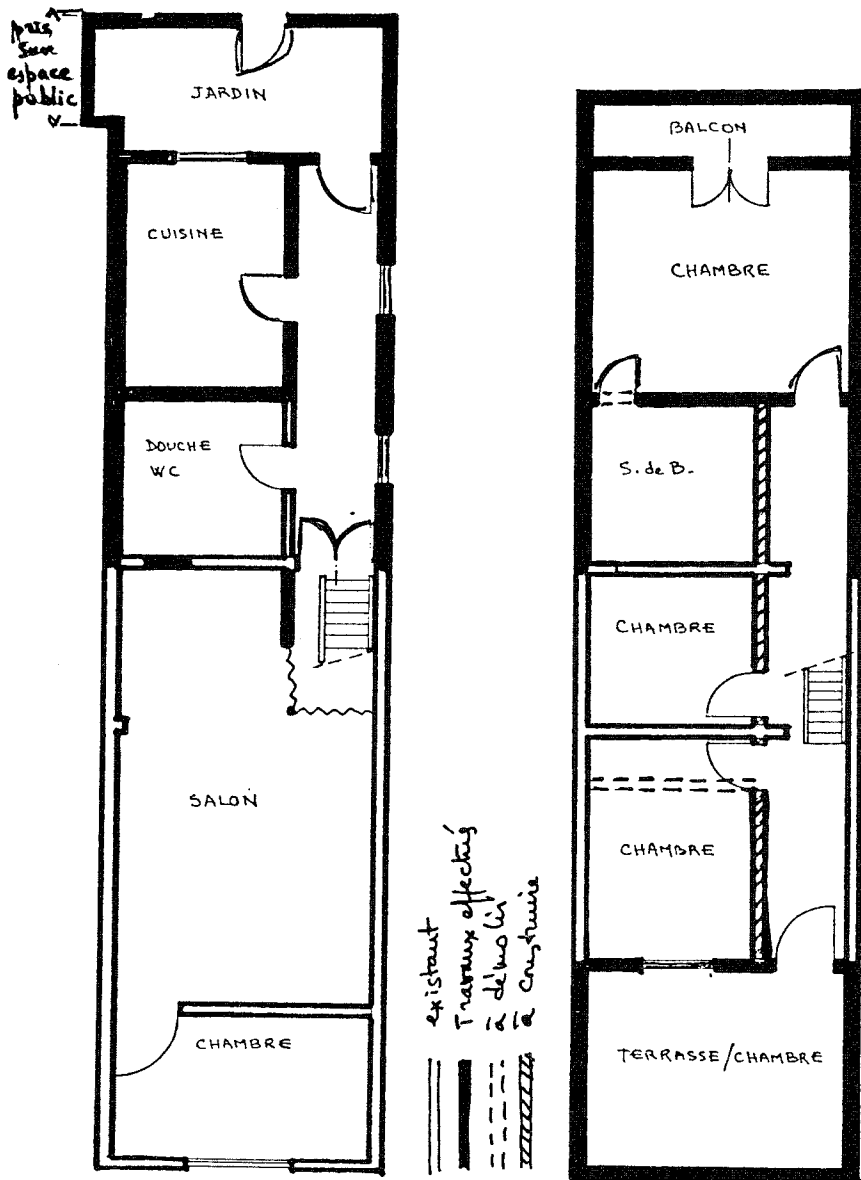 pris
sur
espace
public
JARDIN
CUISINE
DOUCHE
WC
SALON
CHAMBRE
existant
Travaux effectués
à démolir
à construire
BALCON
CHAMBRE
S. de B.
CHAMBRE
CHAMBRE
TERRASSE/CHAMBRE